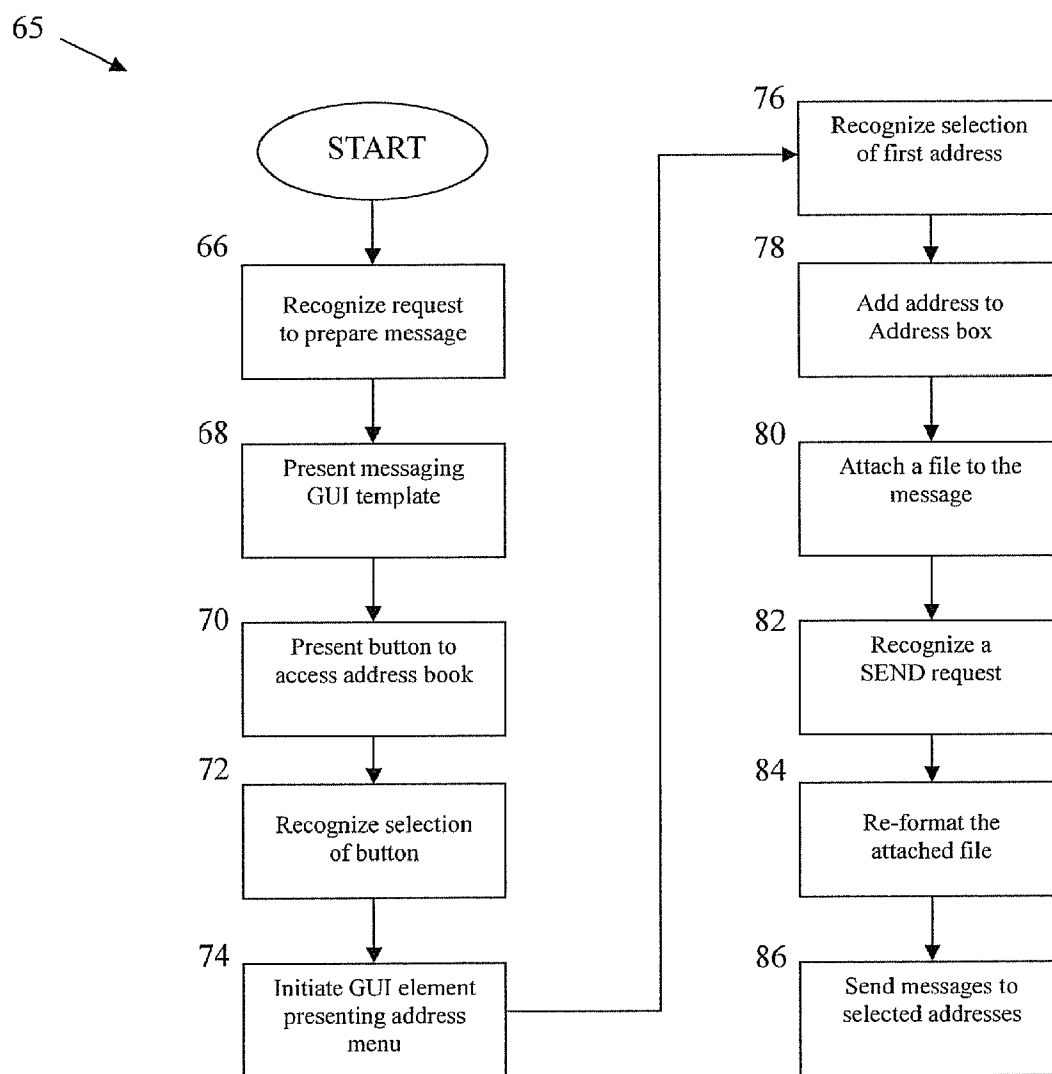 65
START
66
Recognize request
to prepare message
68
Present messaging
GUI template
70
Present button to
access address book
72
Recognize selection
of button
74
Initiate GUI element
presenting address
menu
76
Recognize selection
of first address
78
Add address to
Address box
80
Attach a file to the
message
82
Recognize a
SEND request
84
Re-format the
attached file
86
Send messages to
selected addresses